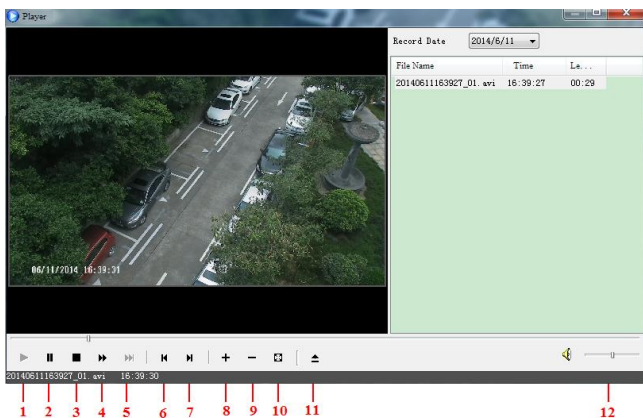 Player
Record Date 2014/6/11
File Name Time Le...
20140611163927_01.avi 16:39:27 00:29
06/11/2014 16:39:31
20140611163927_01.avi 16:39:30
1 2 3 4 5 6 7 8 9 10 11 12